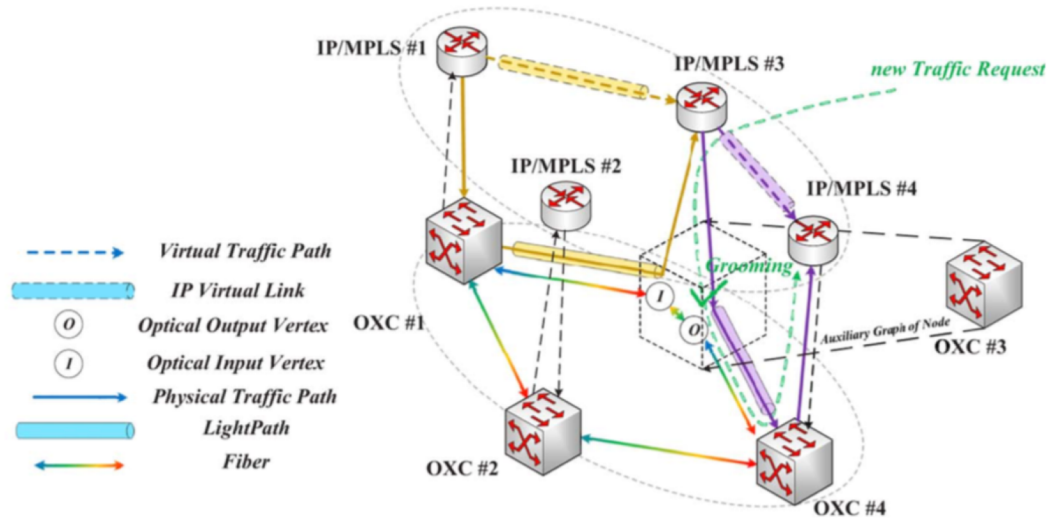 IP/MPLS #1
IP/MPLS #3
new Traffic Request
IP/MPLS #2
IP/MPLS #4
Virtual Traffic Path
IP Virtual Link
O
Optical Output Vertex
I
Optical Input Vertex
Physical Traffic Path
LightPath
Fiber
OXC #1
Grooming
I
O
Auxiliary Graph of Node
OXC #3
OXC #2
OXC #4